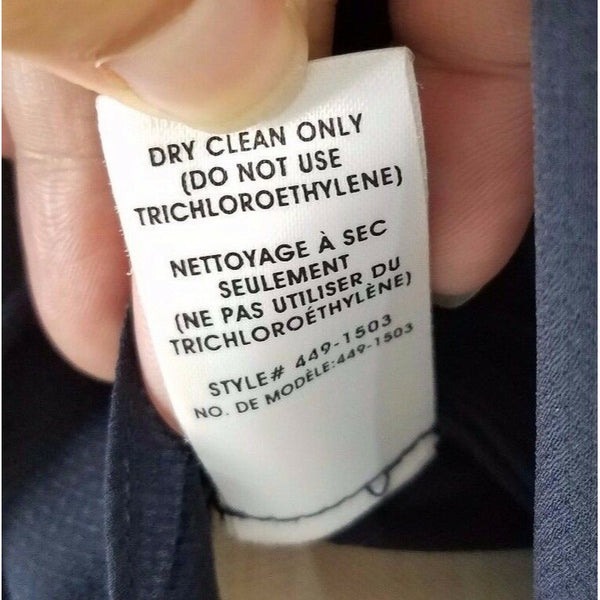 DRY CLEAN ONLY
(DO NOT USE
TRICHLOROETHYLENE)
NETTOYAGE À SEC
SEULEMENT
(NE PAS UTILISER DU
TRICHLOROÉTHYLÈNE)
STYLE# 449-1503
NO. DE MODÈLE:449-1503